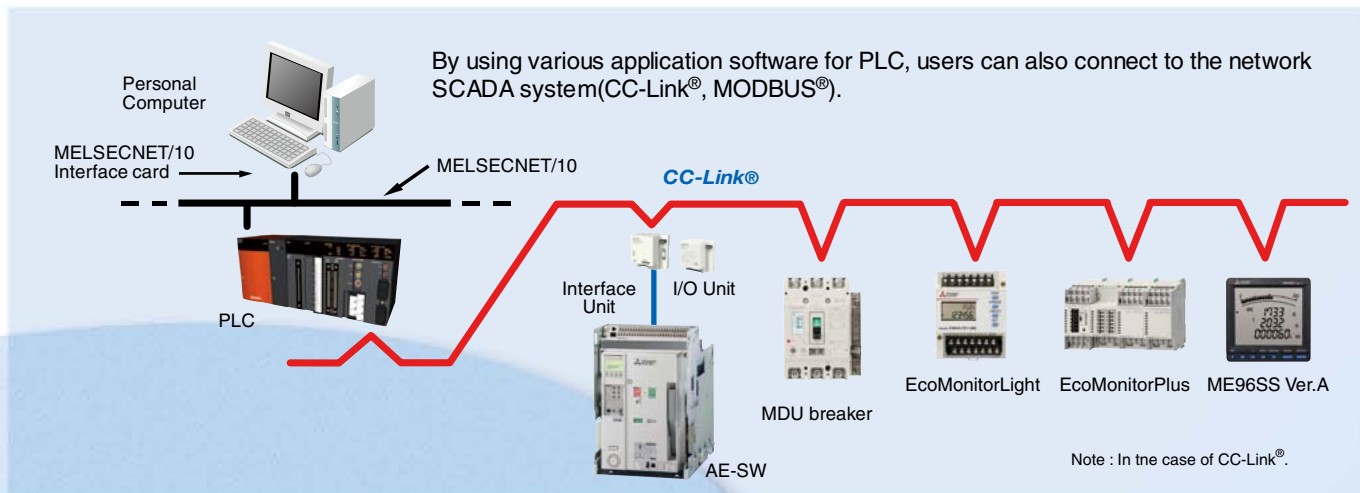 By using various application software for PLC, users can also connect to the network
SCADA system(CC-Link®, MODBUS®).
Personal
Computer
MELSECNET/10
Interface card
MELSECNET/10
CC-Link®
PLC
Interface
Unit
I/O Unit
AE-SW
MDU breaker
EcoMonitorLight
EcoMonitorPlus
ME96SS Ver.A
Note : In tne case of CC-Link®.